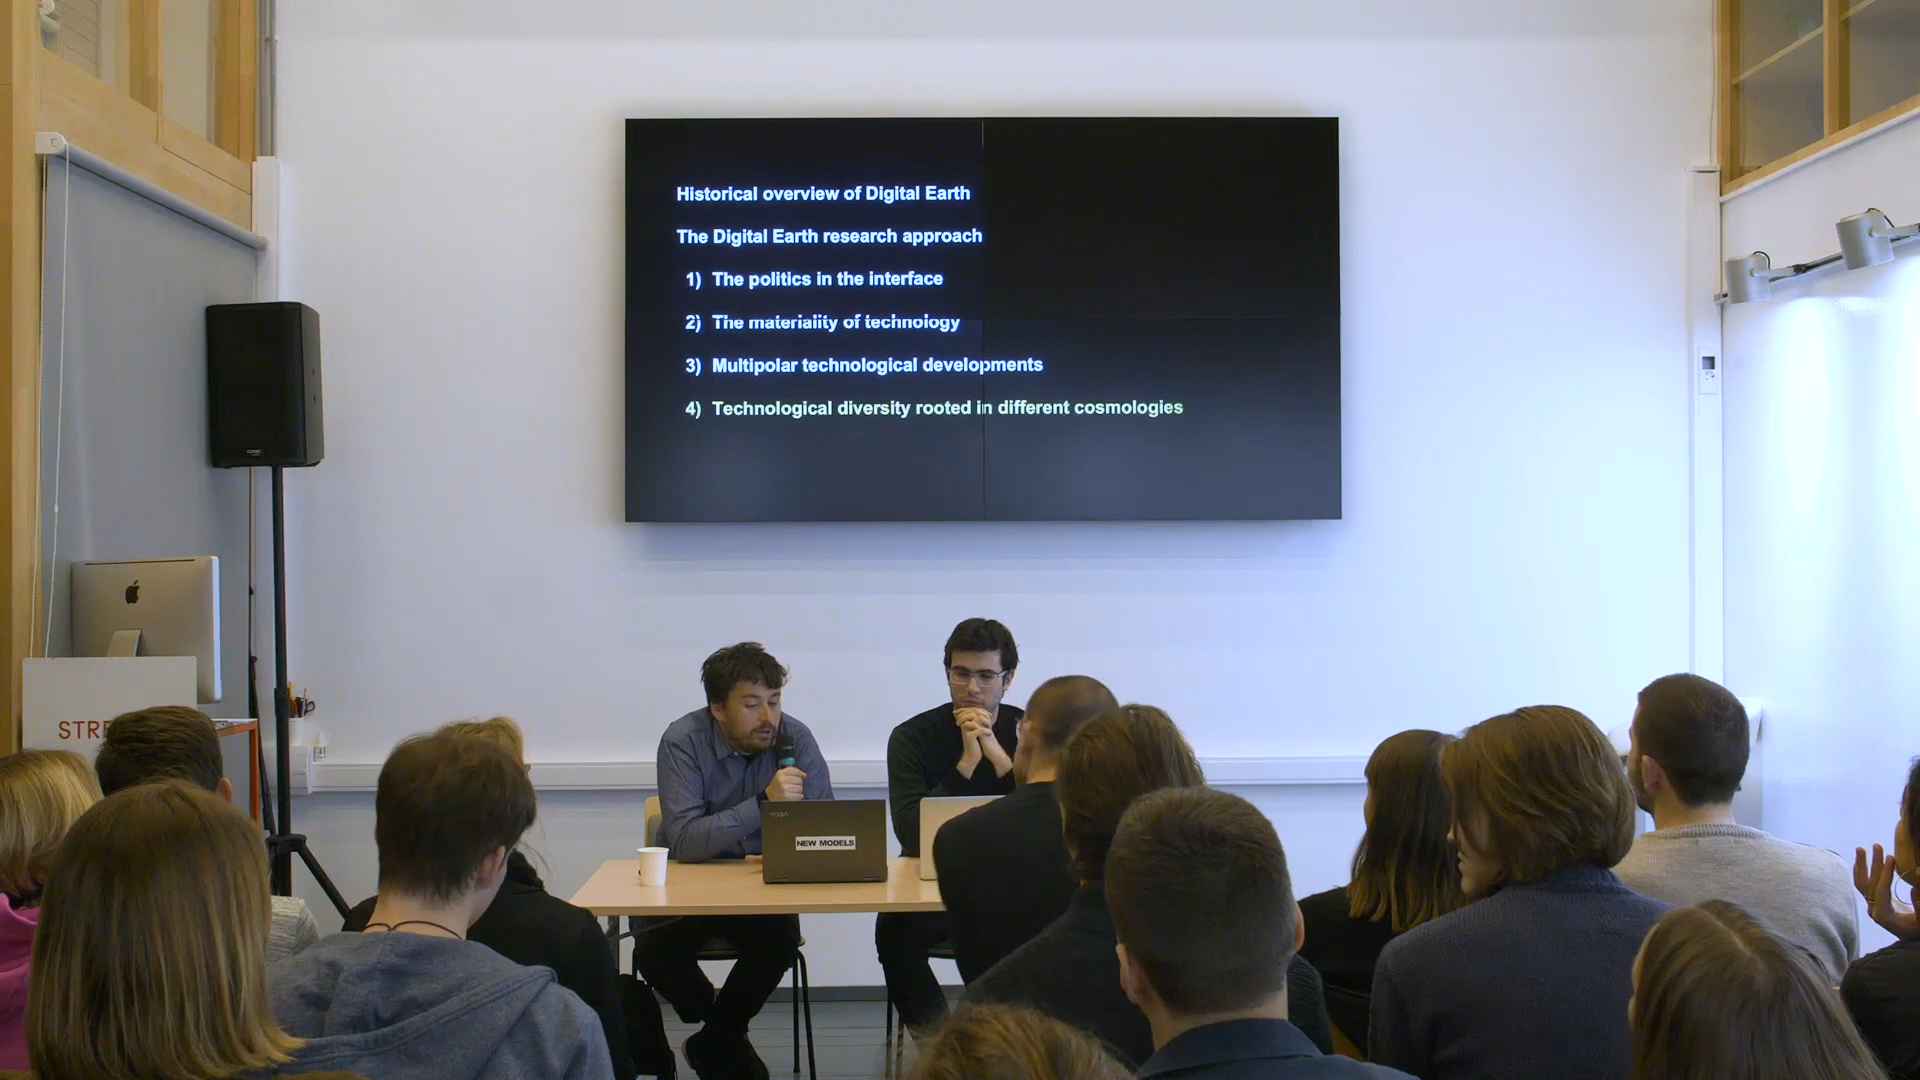 Historical overview of Digital Earth
The Digital Earth research approach
1) The politics in the interface
2) The materiality of technology
3) Multipolar technological developments
4) Technological diversity rooted in different cosmologies
STRE
YOGA
NEW MODELS